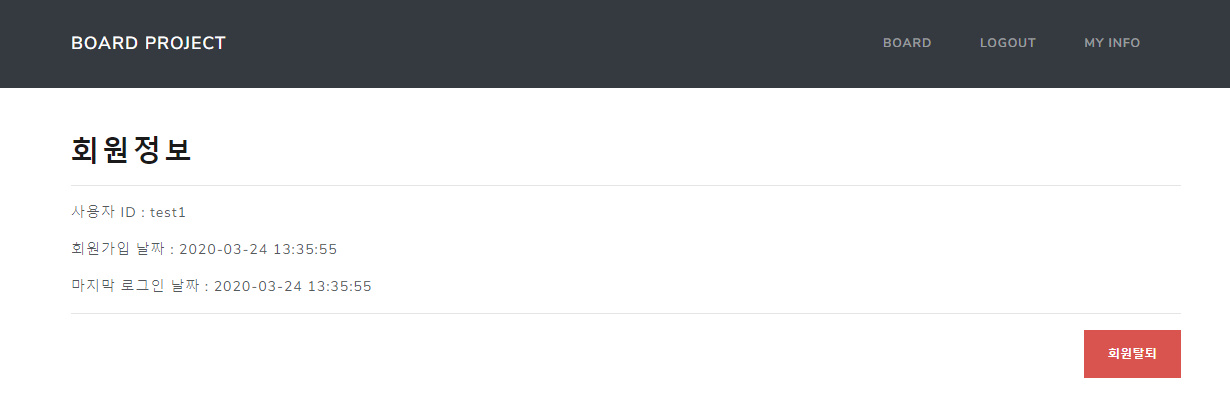 BOARD PROJECT
BOARD LOGOUT MY INFO
회원정보
사용자 ID : test1
회원가입 날짜 : 2020-03-24 13:35:55
마지막 로그인 날짜 : 2020-03-24 13:35:55
회원탈퇴